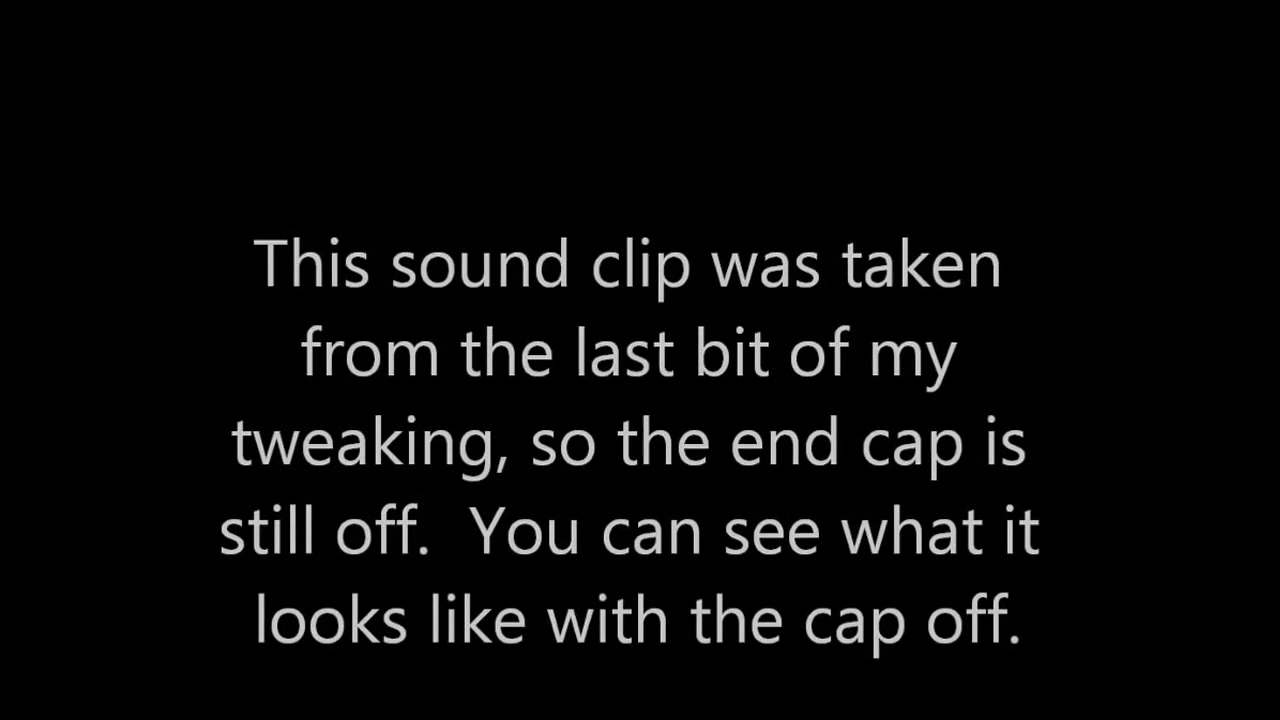 This sound clip was taken
from the last bit of my
tweaking, so the end cap is
still off.  You can see what it
looks like with the cap off.